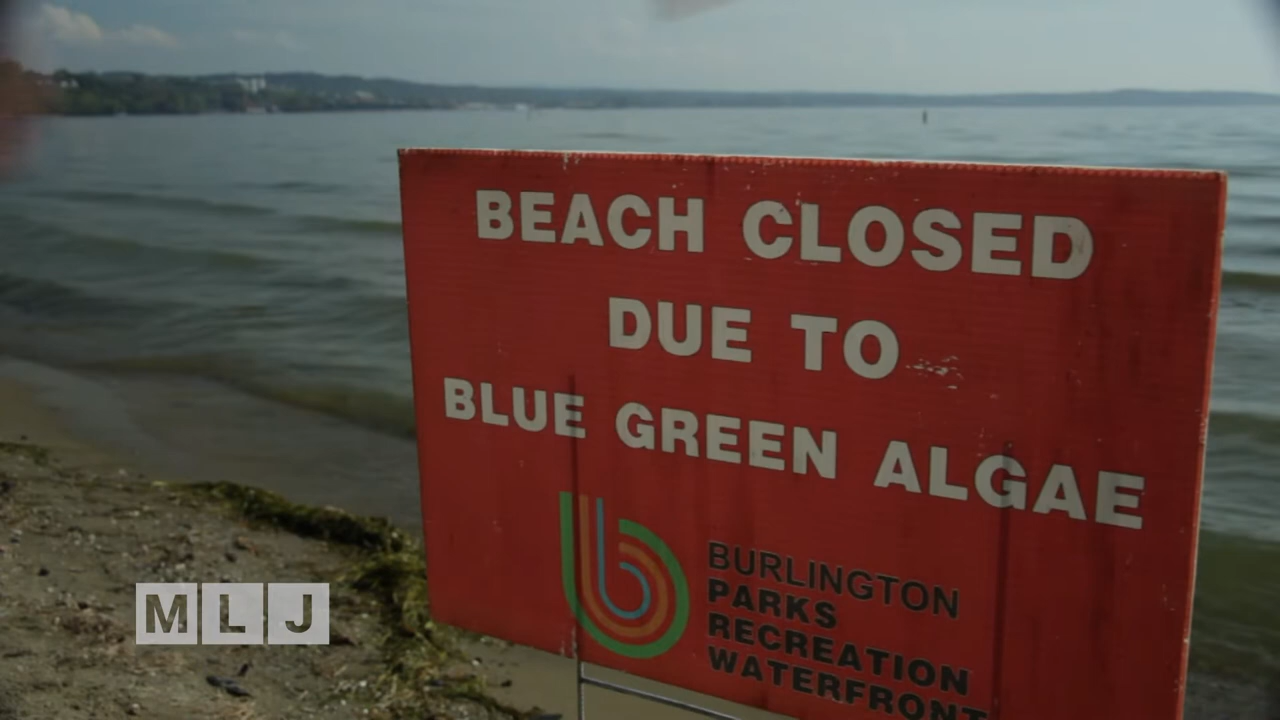 BEACH CLOSED
DUE TO
BLUE GREEN ALGAE
BURLINGTON
PARKS
RECREATION
WATERFRONT
MLJ